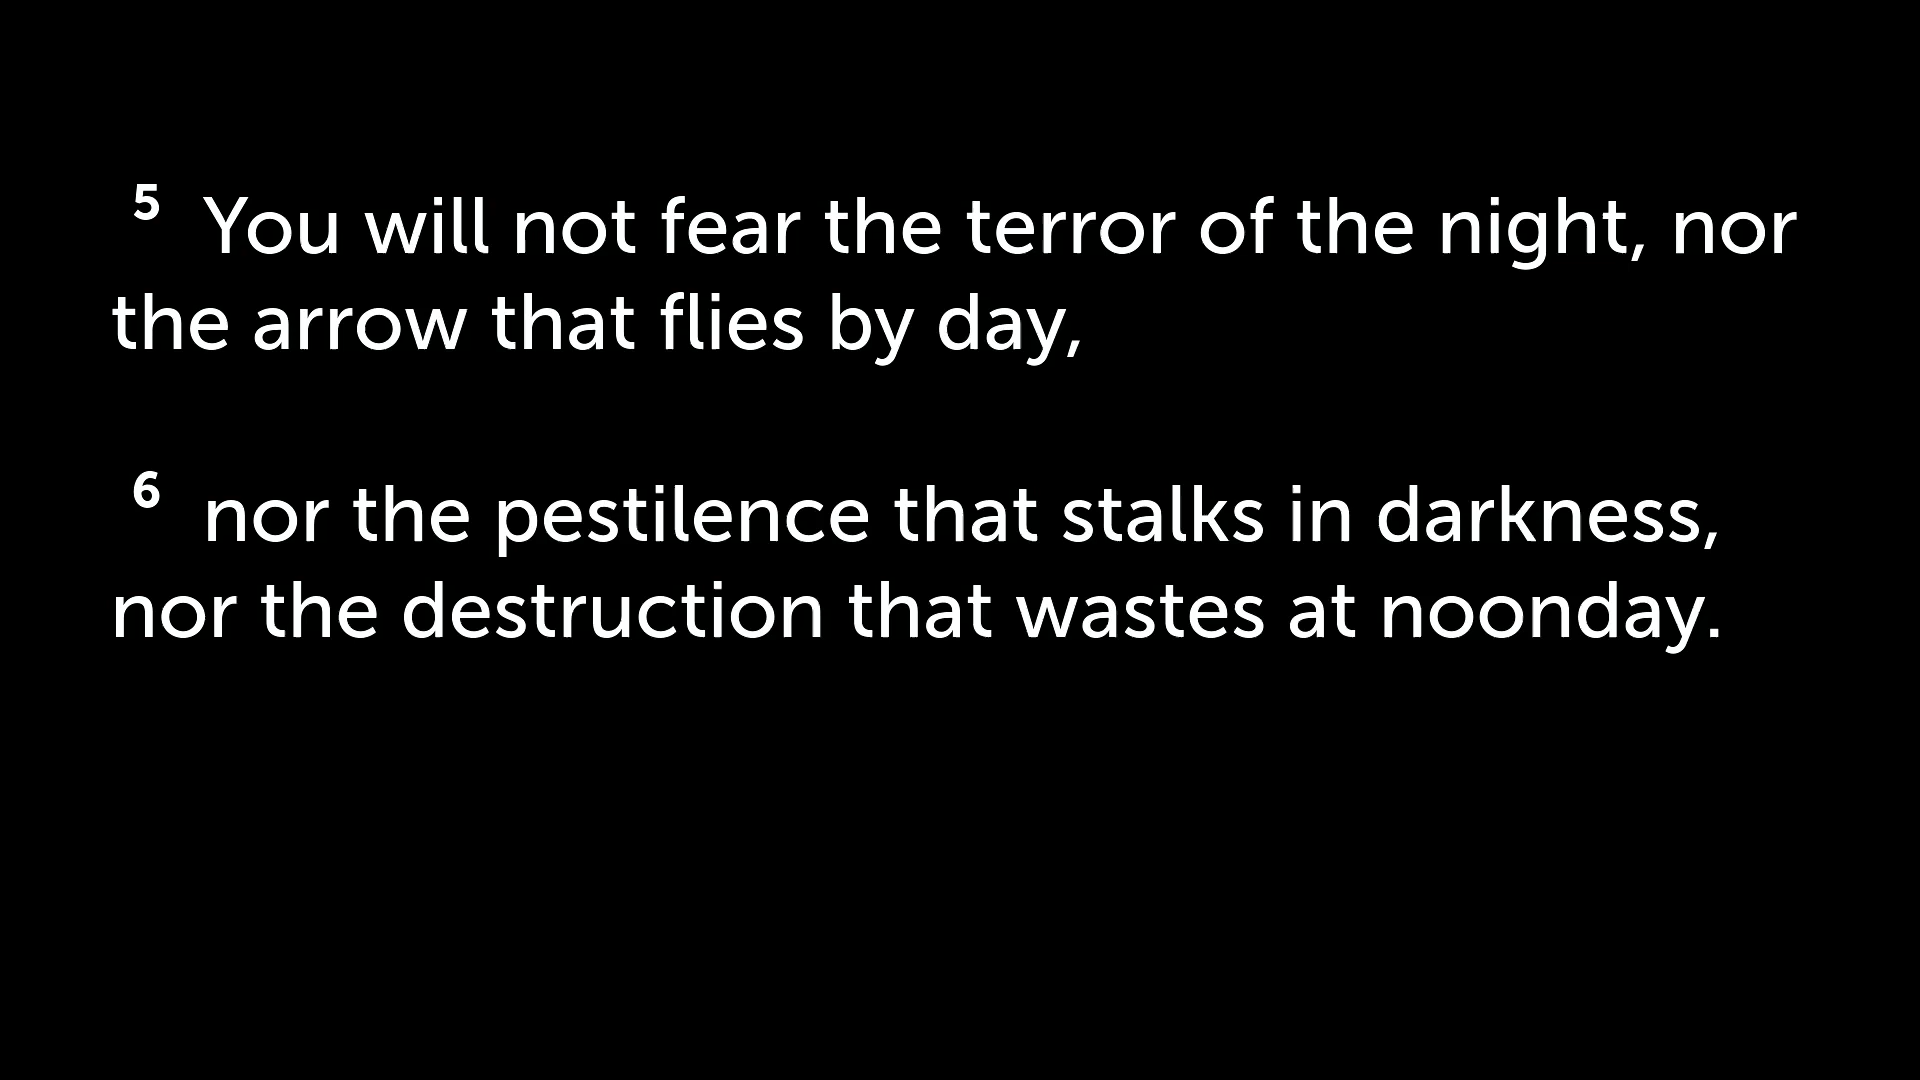 5 You will not fear the terror of the night, nor
the arrow that flies by day,
6 nor the pestilence that stalks in darkness,
nor the destruction that wastes at noonday.